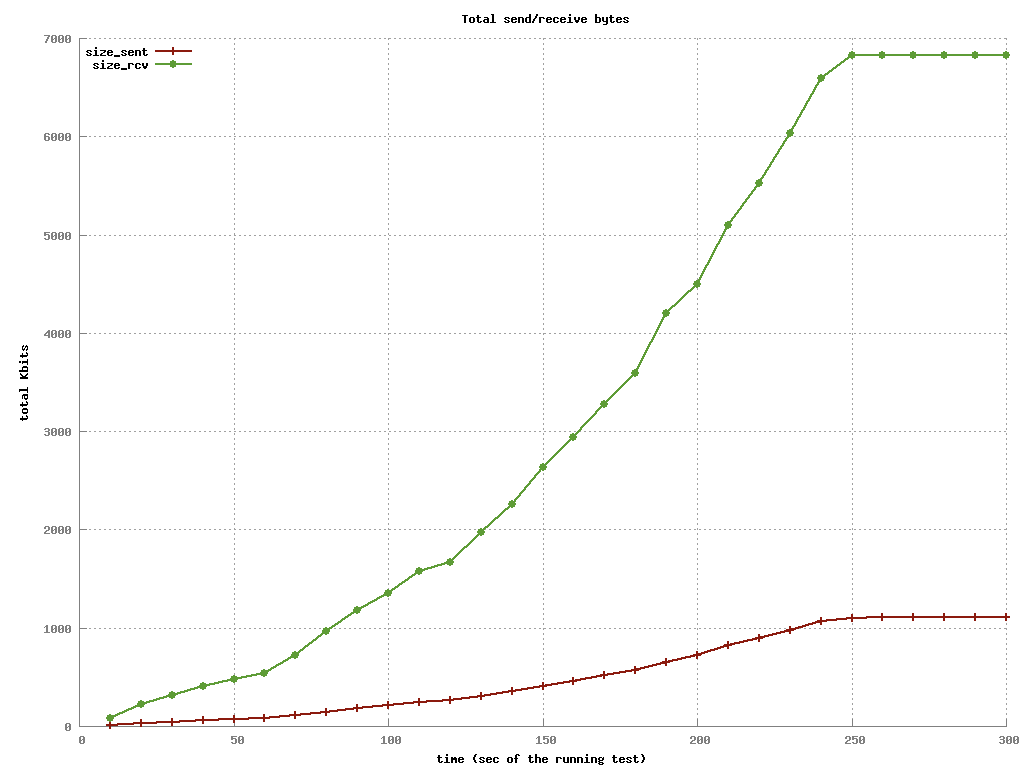 Total send/receive bytes
size_sent
size_rcv
7000
6000
5000
4000
3000
2000
1000
0
total Kbits
0 50 100 150 200 250 300
time (sec of the running test)